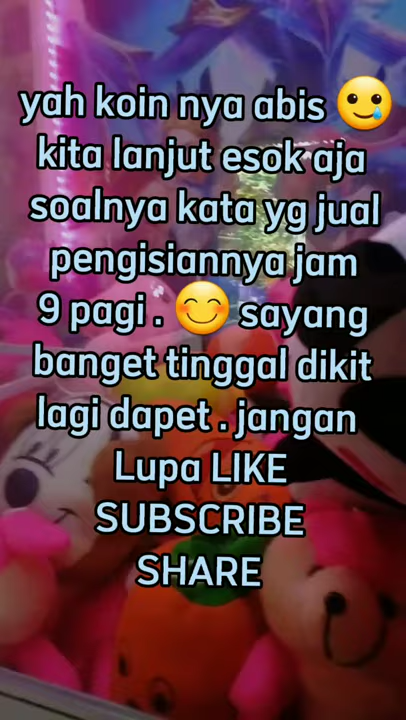 yah koin nya abis 🥲
kita lanjut esok aja
soalnya kata yg jual
pengisiannya jam
9 pagi . 😊 sayang
banget tinggal dikit
lagi dapet . jangan
Lupa LIKE
SUBSCRIBE
SHARE